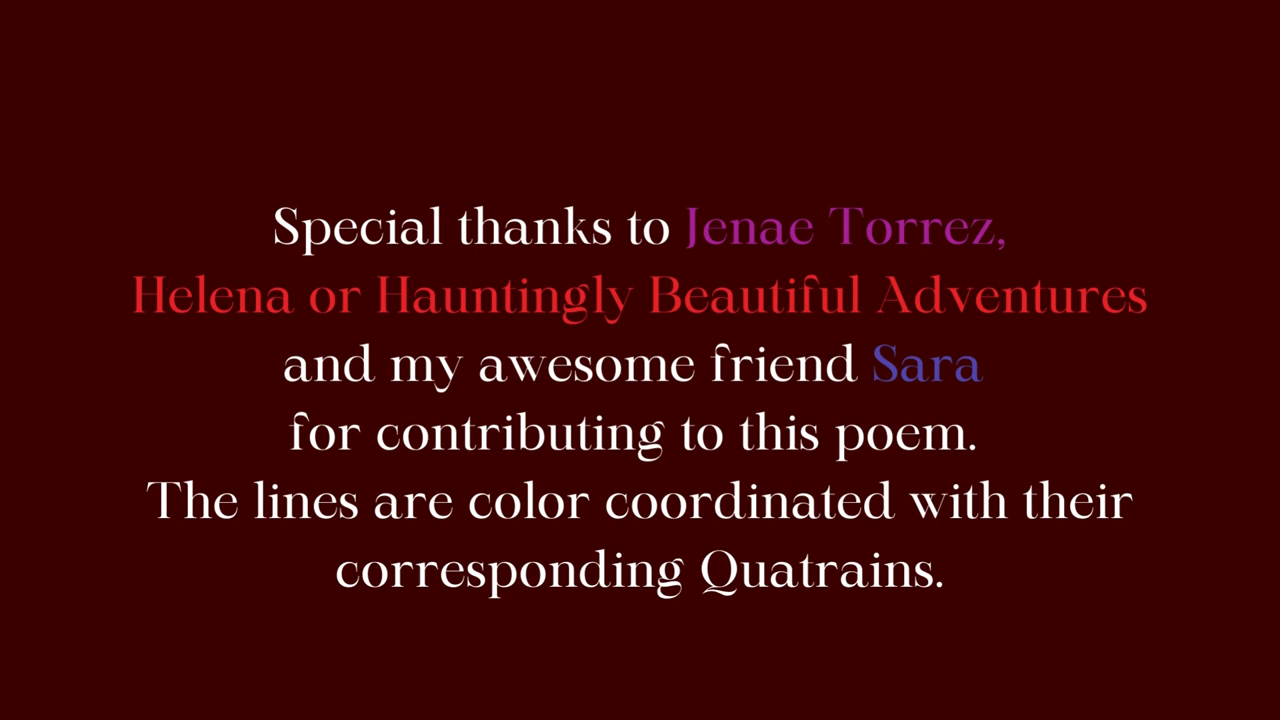 Special thanks to Jenae Torrez,
Helena or Hauntingly Beautiful Adventures
and my awesome friend Sara
for contributing to this poem.
The lines are color coordinated with their
corresponding Quatrains.